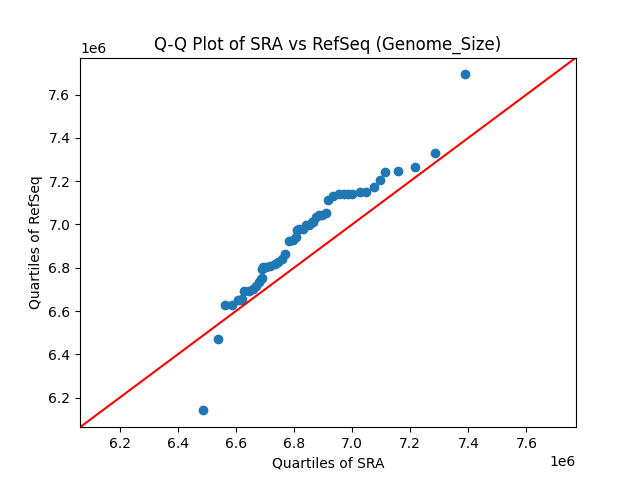 Q-Q Plot of SRA vs RefSeq (Genome_Size)
1e6
7.6
7.4
7.2
7.0
6.8
6.6
6.4
6.2
Quartiles of RefSeq
6.2 6.4 6.6 6.8 7.0 7.2 7.4 7.6
Quartiles of SRA
1e6